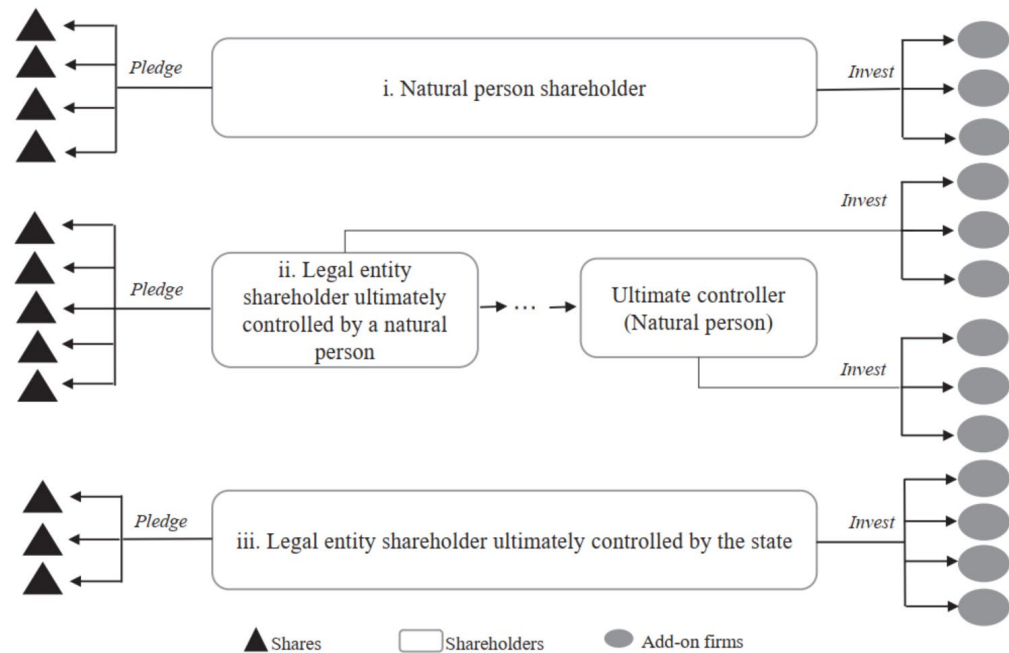 Pledge
i. Natural person shareholder
Invest
Invest
Pledge
ii. Legal entity
shareholder ultimately
controlled by a natural
person
...
Ultimate controller
(Natural person)
Invest
Pledge
iii. Legal entity shareholder ultimately controlled by the state
Invest
Shares
Shareholders
Add-on firms